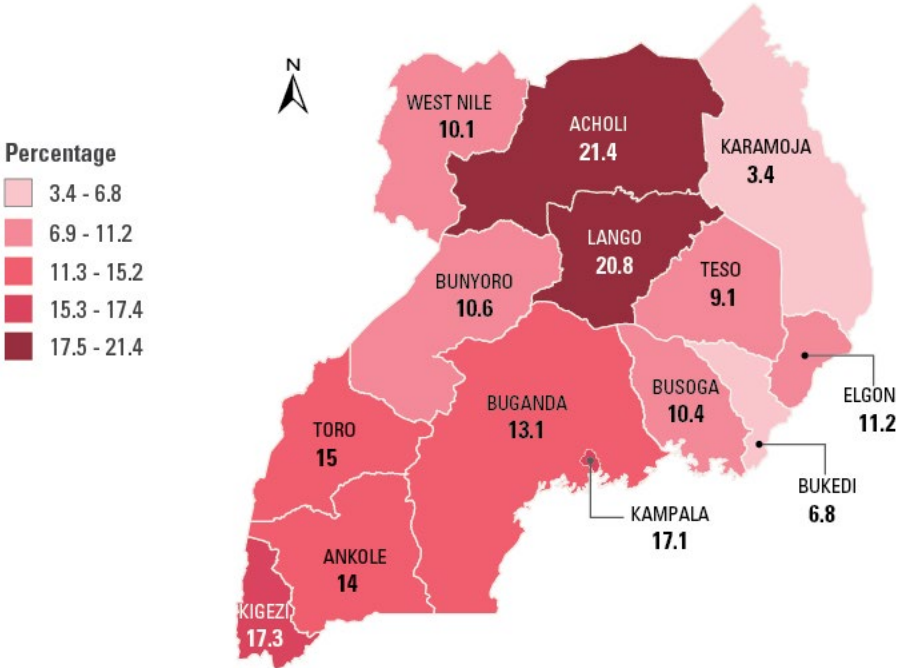 N
WEST NILE
10.1
ACHOLI
21.4
KARAMOJA
3.4
Percentage
3.4 - 6.8
6.9 - 11.2
11.3 - 15.2
15.3 - 17.4
17.5 - 21.4
LANGO
20.8
TESO
9.1
BUNYORO
10.6
BUGANDA
13.1
BUSOGA
10.4
ELGON
11.2
TORO
15
BUKEDI
6.8
KAMPALA
17.1
ANKOLE
14
KIGEZI
17.3